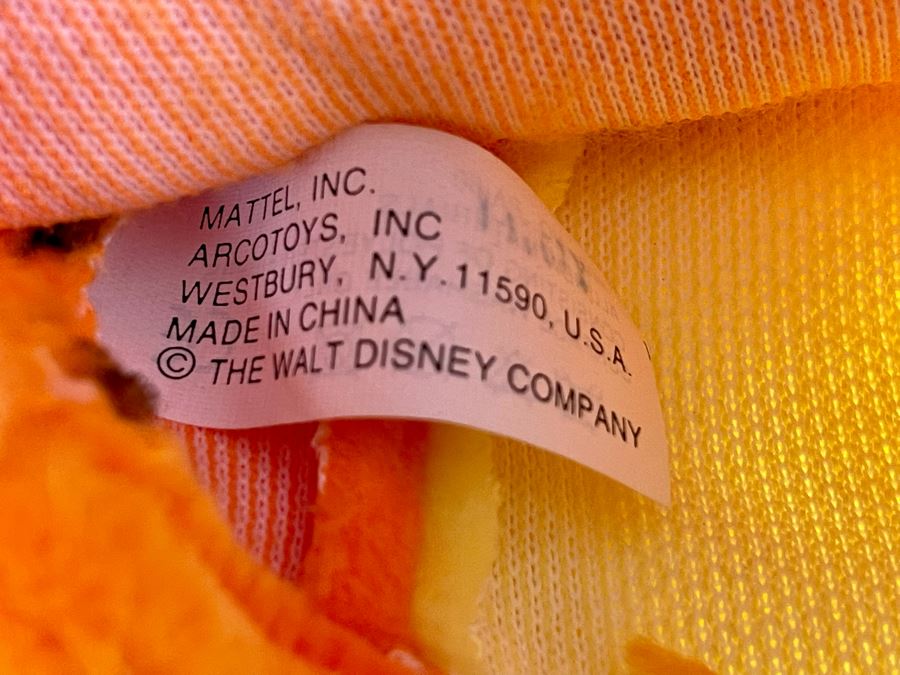 MATTEL, INC.
ARCOTOYS, INC
WESTBURY, N.Y.11590, U.S.A.
MADE IN CHINA
© THE WALT DISNEY COMPANY